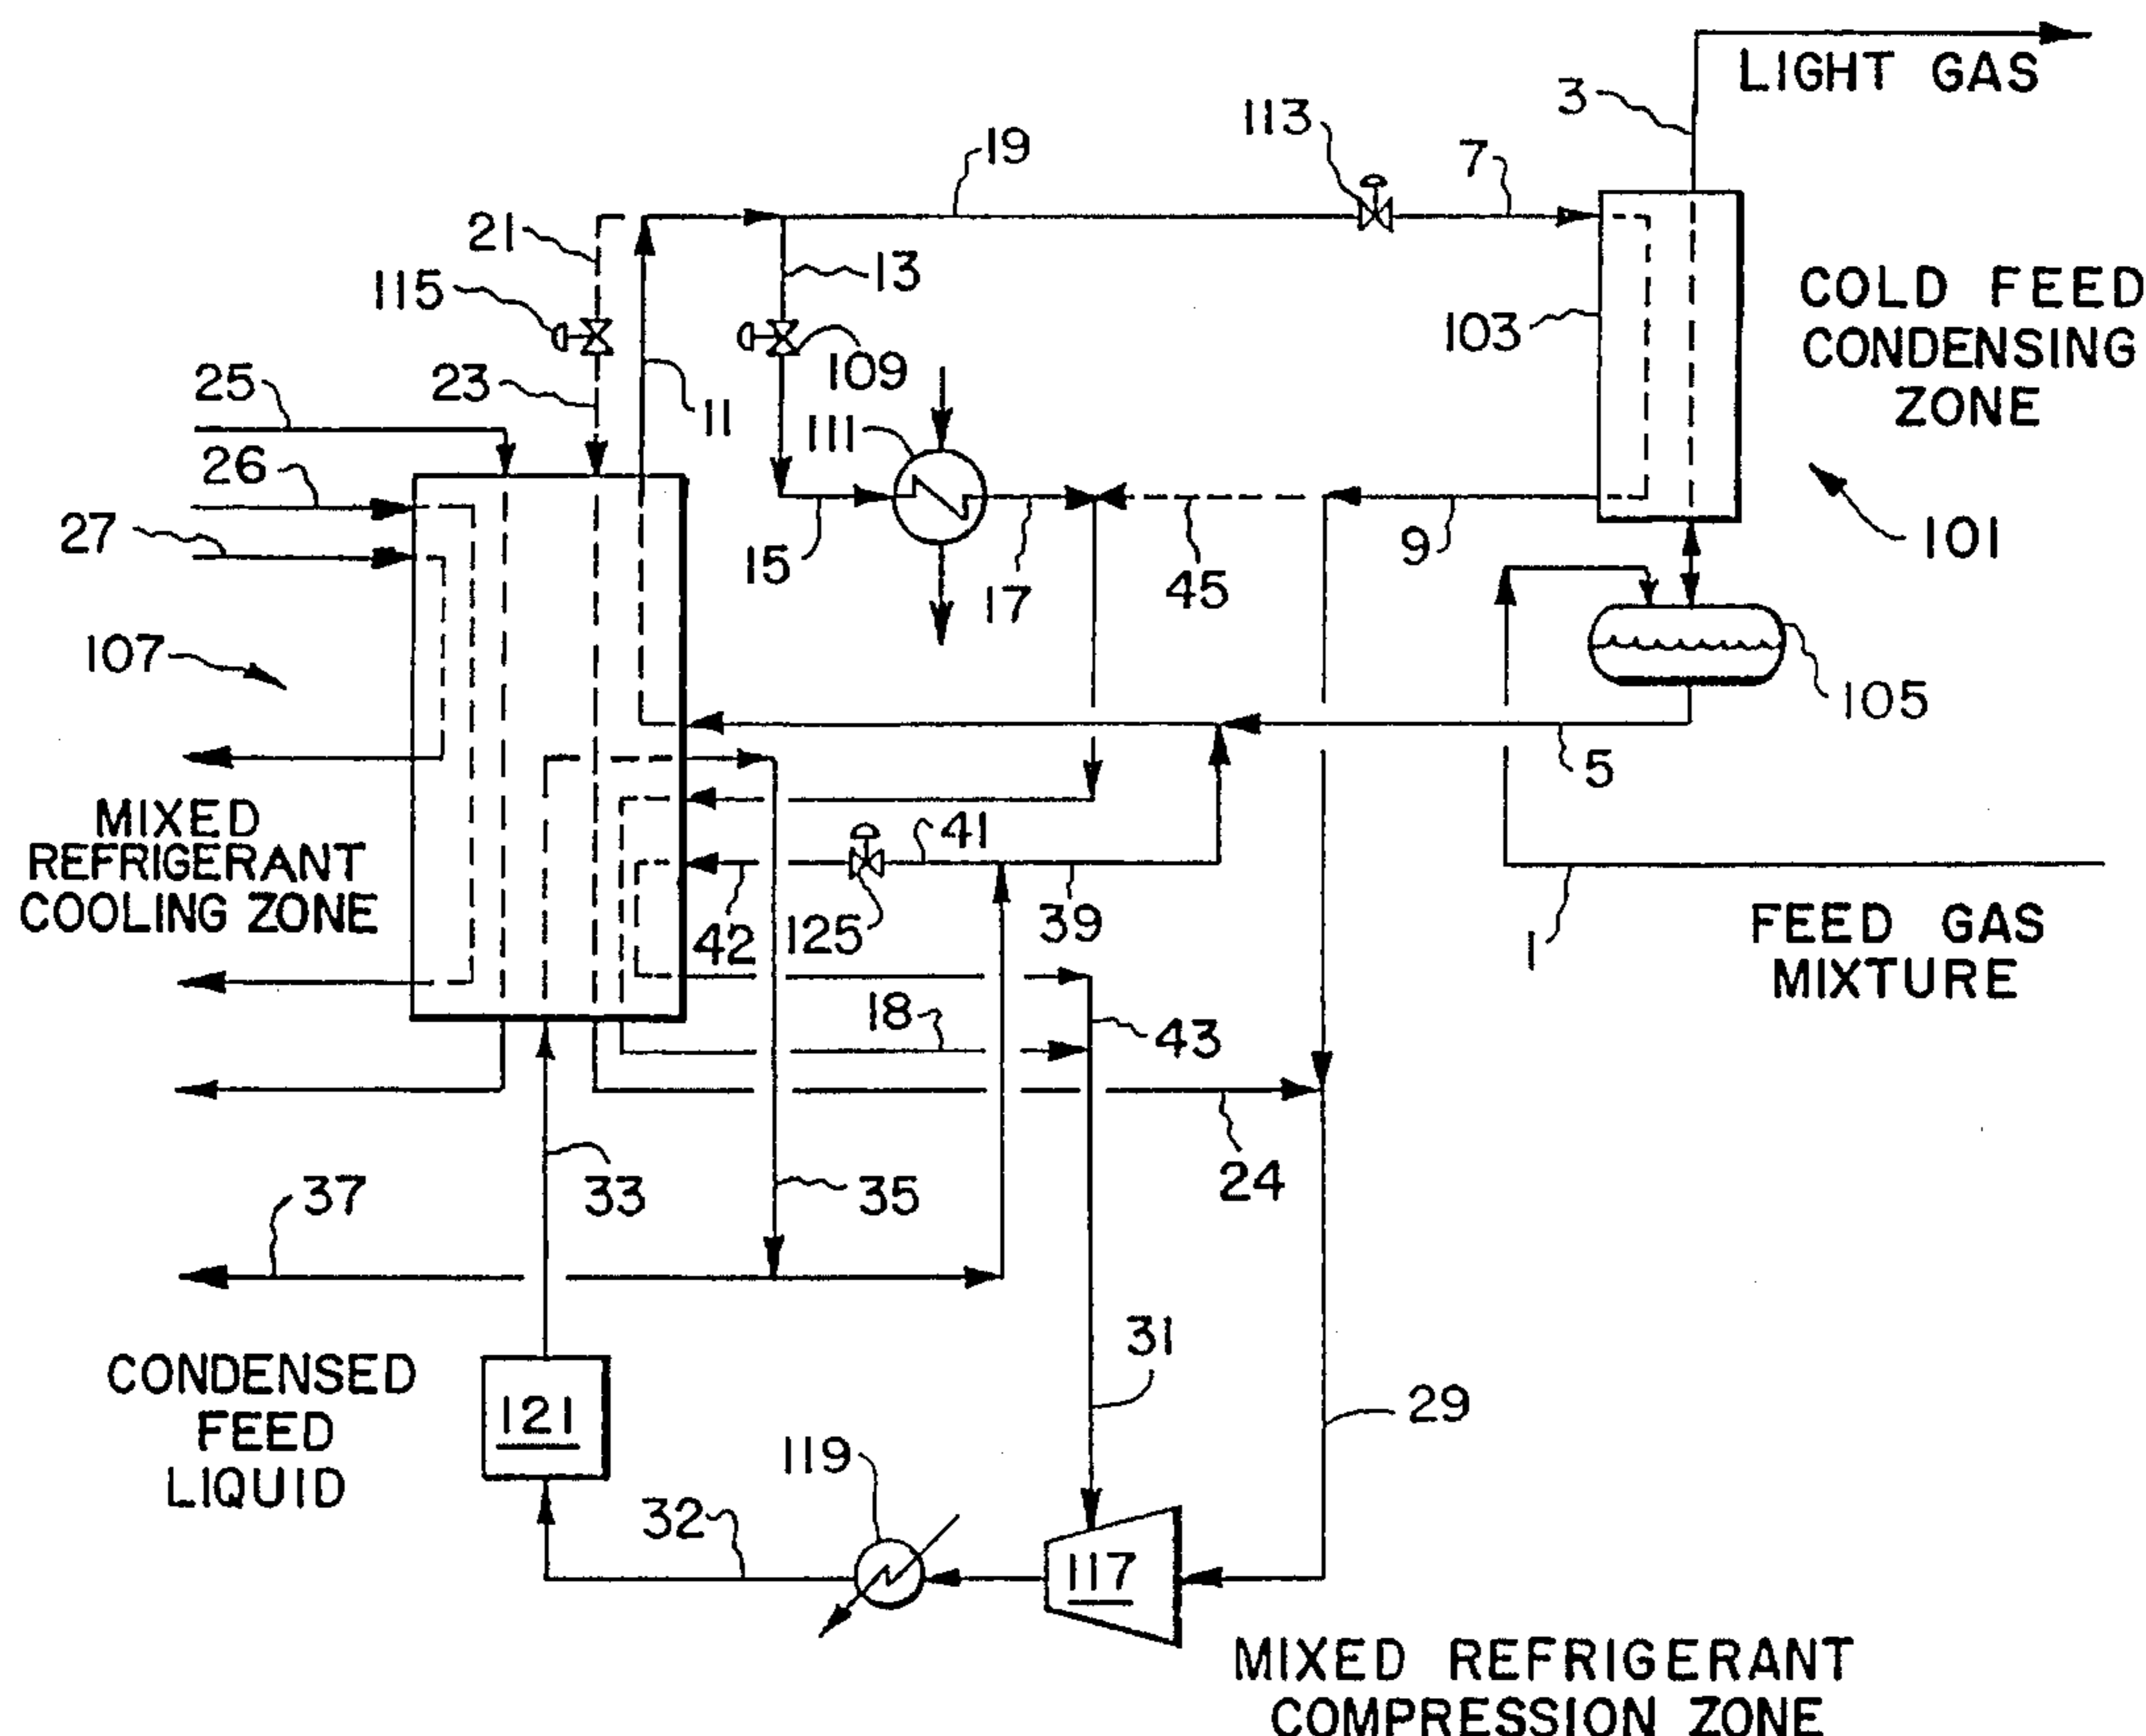 LIGHT GAS
3
113
7
19
21
13
115
103
COLD FEED
CONDENSING
ZONE
109
25
23
11
111
26
27
15
17
45
9
101
107
105
5
MIXED
REFRIGERANT
COOLING ZONE
41
42
125
39
1
FEED GAS
MIXTURE
18
43
24
37
33
35
31
29
CONDENSED
FEED
LIQUID
121
119
32
117
MIXED REFRIGERANT
COMPRESSION ZONE